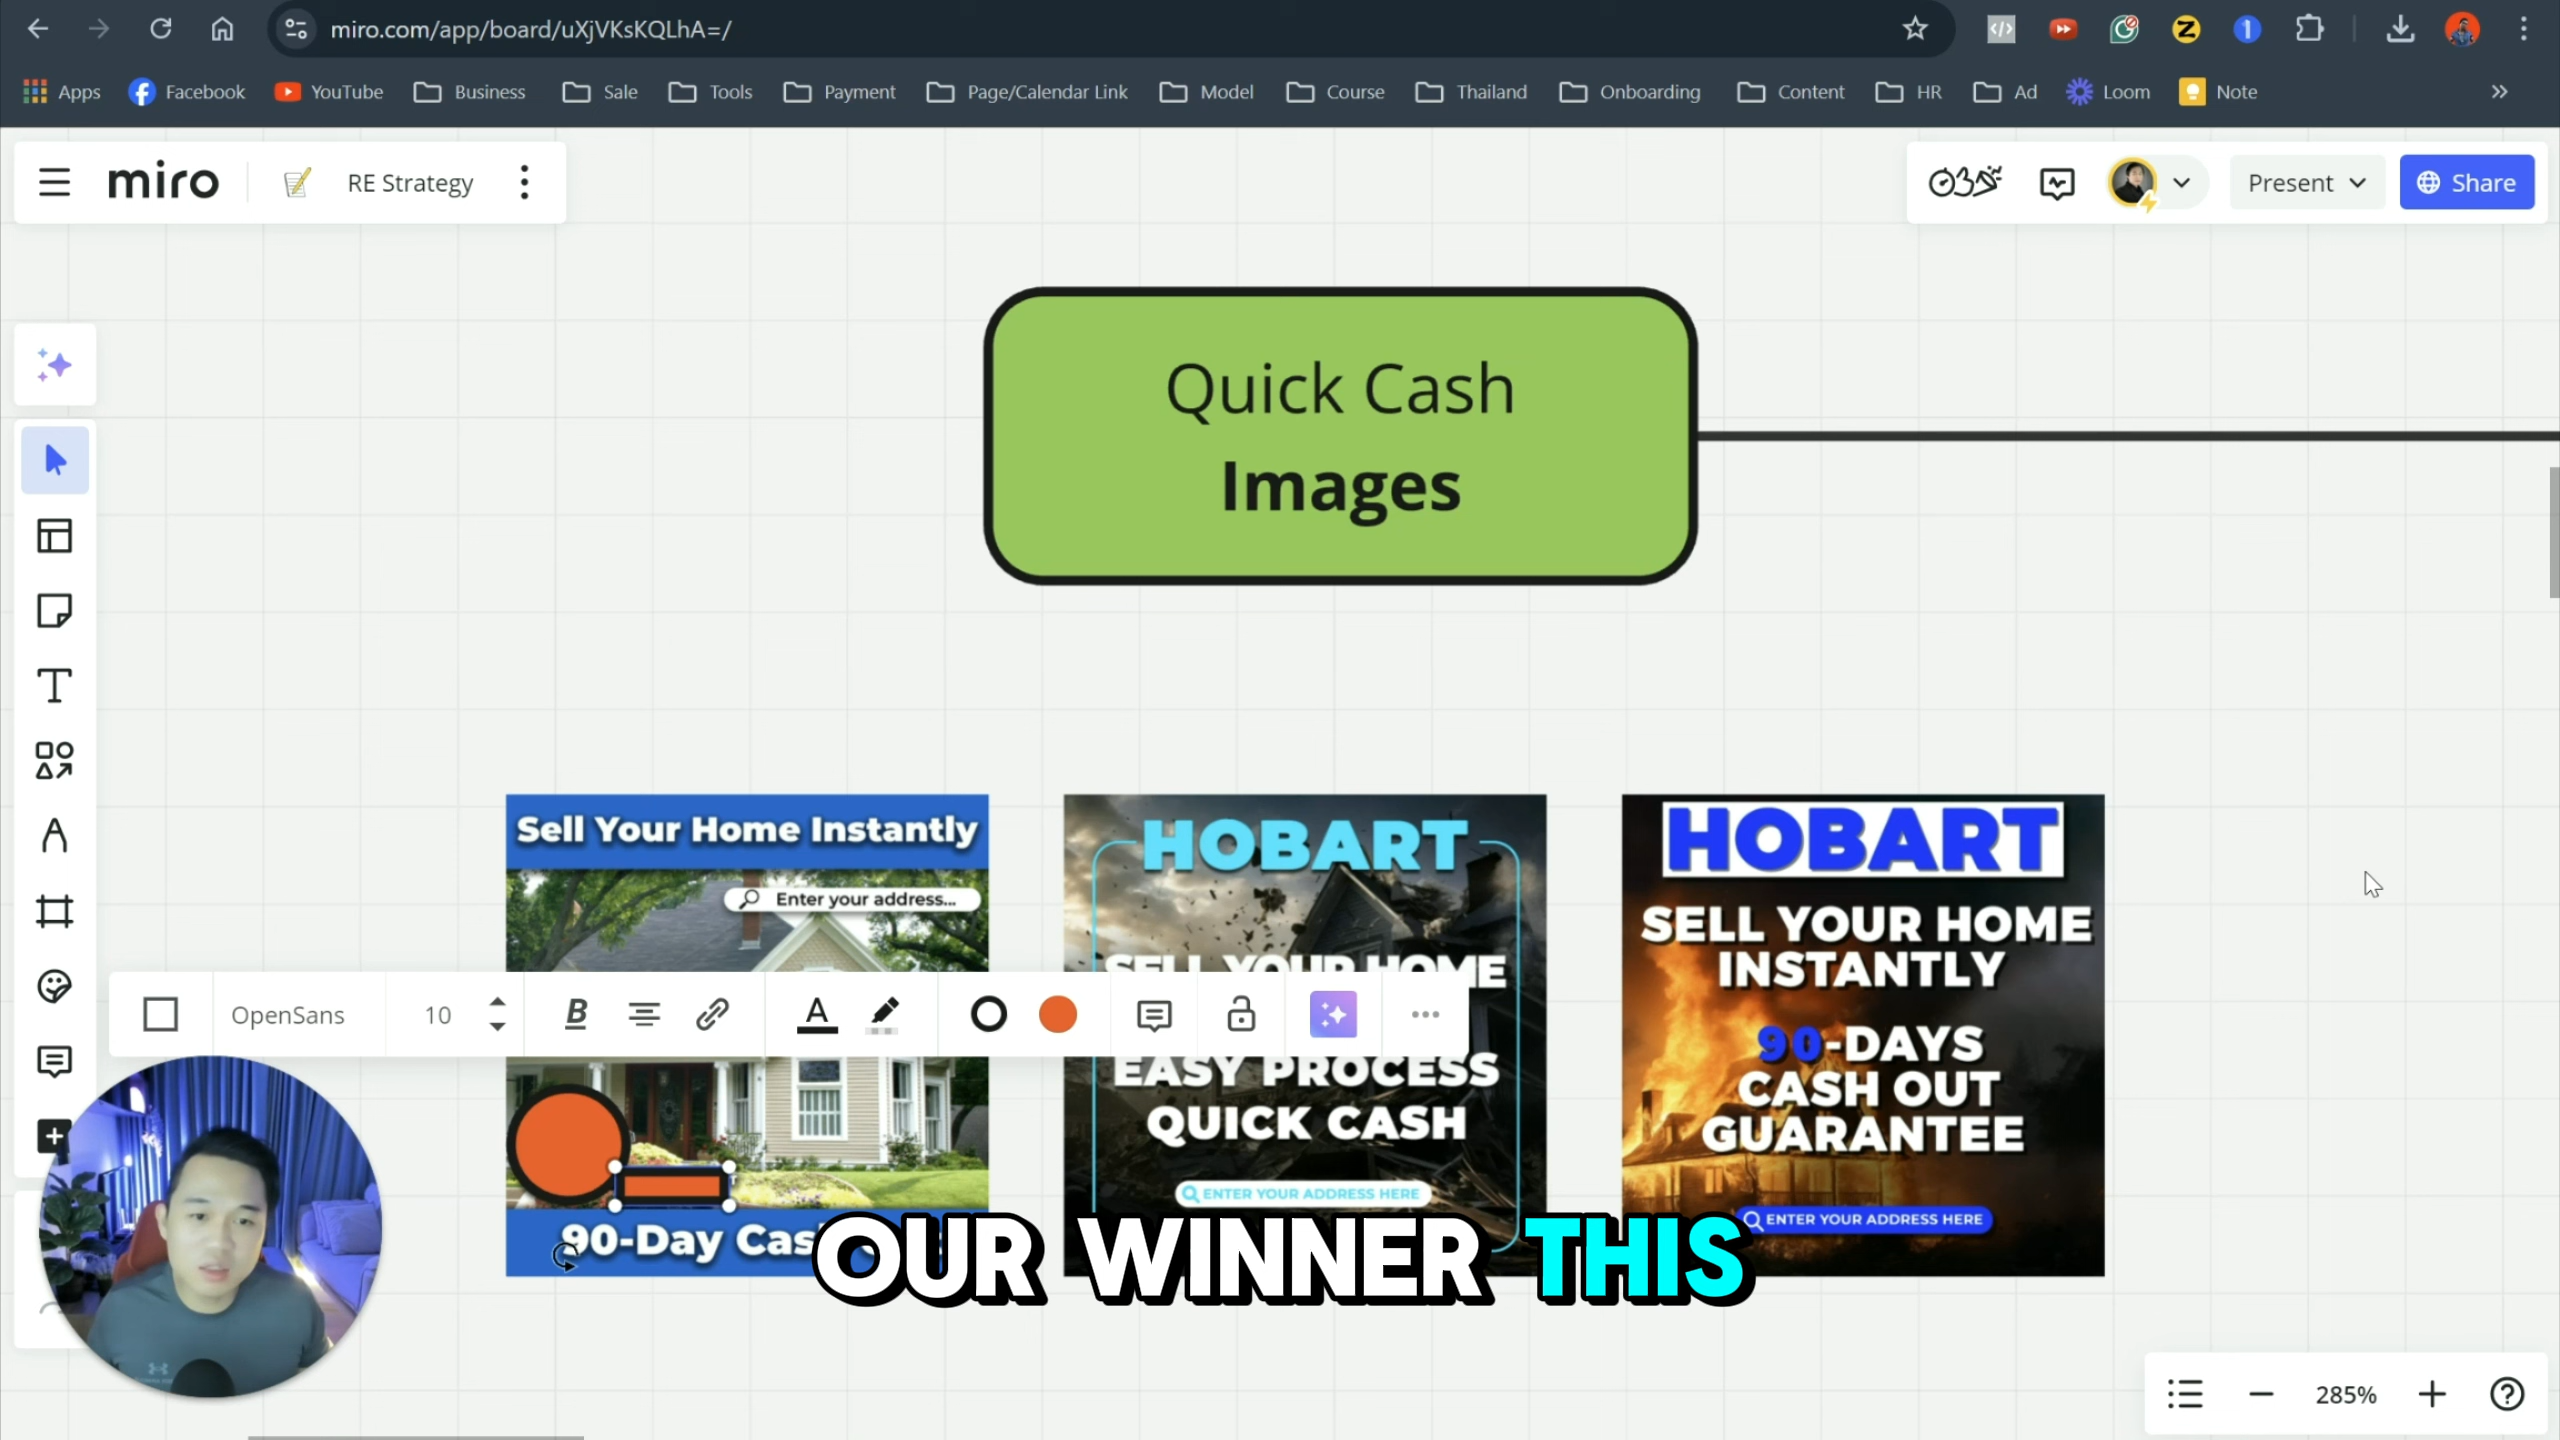 miro.com/app/board/uXjVKsKQLhA=/
Apps Facebook YouTube Business Sale Tools Payment Page/Calendar Link Model Course Thailand Onboarding Content HR Ad Loom Note
miro RE Strategy
Present Share
Quick Cash
Images
Sell Your Home Instantly
Enter your address...
90-Day Cas
HOBART
SELL YOUR HOME
EASY PROCESS
QUICK CASH
ENTER YOUR ADDRESS HERE
HOBART
SELL YOUR HOME
INSTANTLY
90-DAYS
CASH OUT
GUARANTEE
ENTER YOUR ADDRESS HERE
OpenSans 10 B A
OUR WINNER THIS
285%